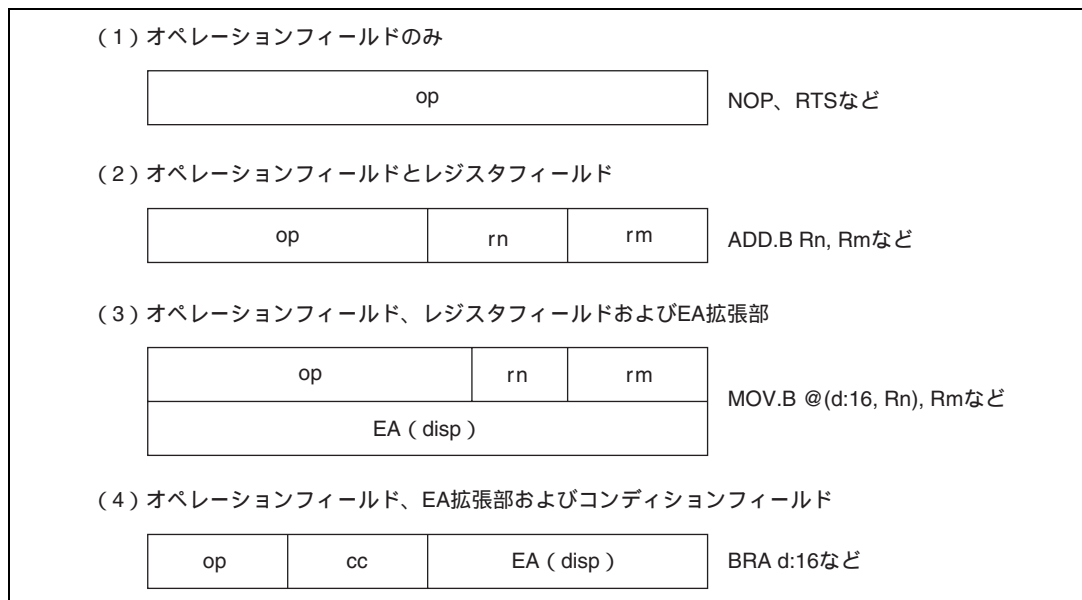 （1）オペレーションフィールドのみ
op
NOP、RTSなど
（2）オペレーションフィールドとレジスタフィールド
op rn rm
ADD.B Rn, Rmなど
（3）オペレーションフィールド、レジスタフィールドおよびEA拡張部
op rn rm
EA（disp）
MOV.B @(d:16, Rn), Rmなど
（4）オペレーションフィールド、EA拡張部およびコンディションフィールド
op cc EA（disp）
BRA d:16など